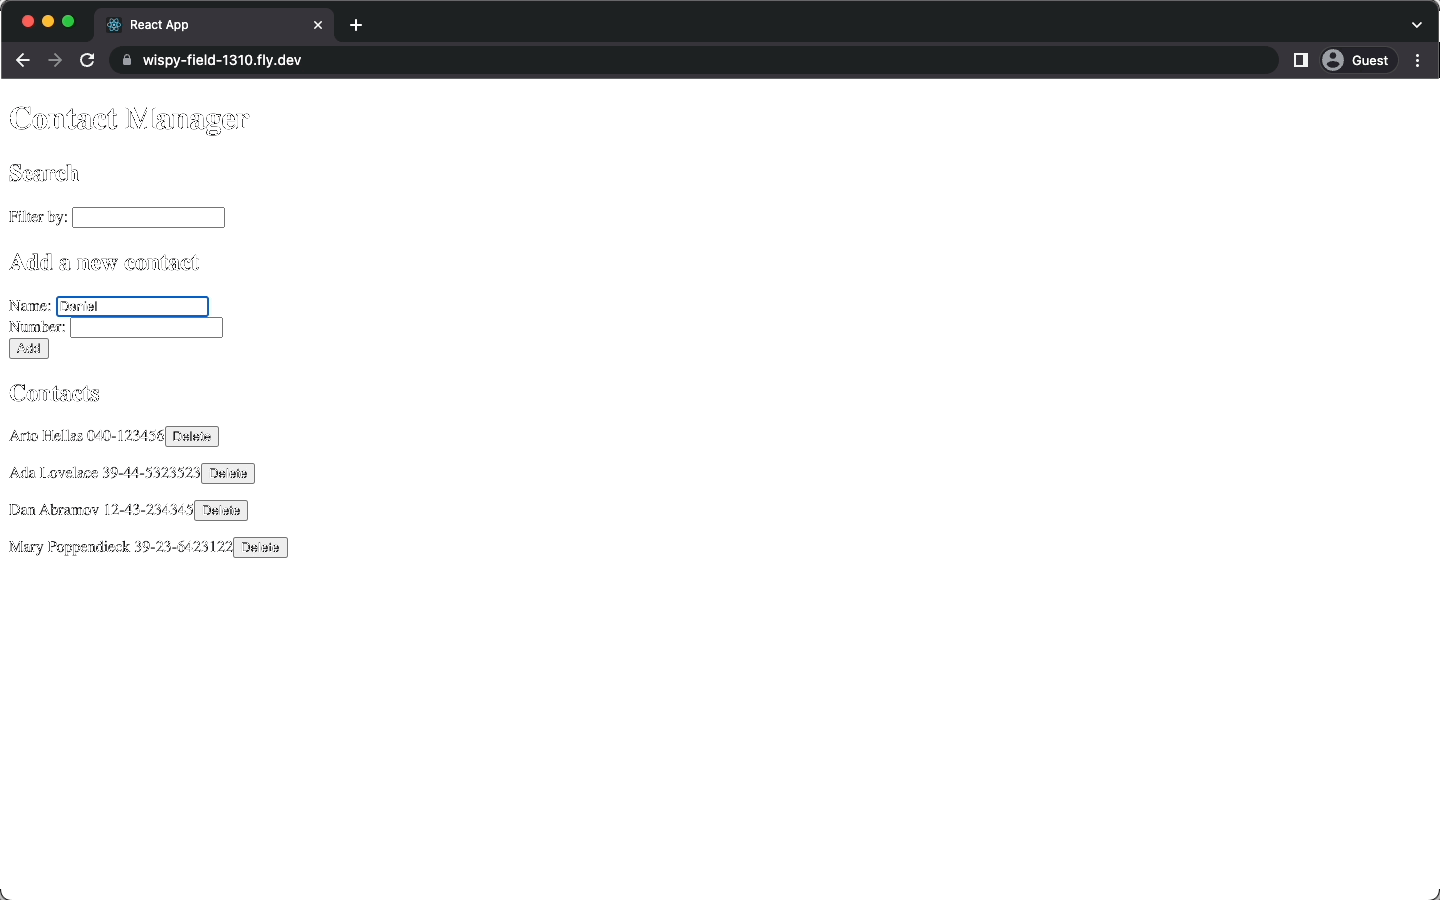 React App
wispy-field-1310.fly.dev
Guest
Contact Manager
Search
Filter by:
Add a new contact
Name: Daniel
Number:
Add
Contacts
Arto Hellas 040-123456 Delete
Ada Lovelace 39-44-5323523 Delete
Dan Abramov 12-43-234345 Delete
Mary Poppendieck 39-23-6423122 Delete